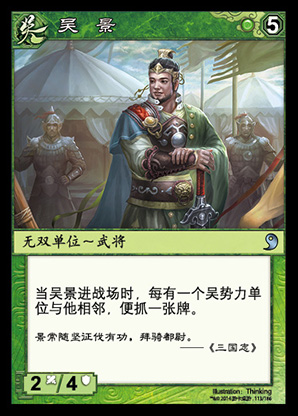 吴 景
5
无双单位～武将
当吴景进战场时，每有一个吴势力单
位与他相邻，便抓一张牌。
景常随坚征伐有功，拜骑都尉。
——《三国志》
2 / 4
Illustrator: Thinking